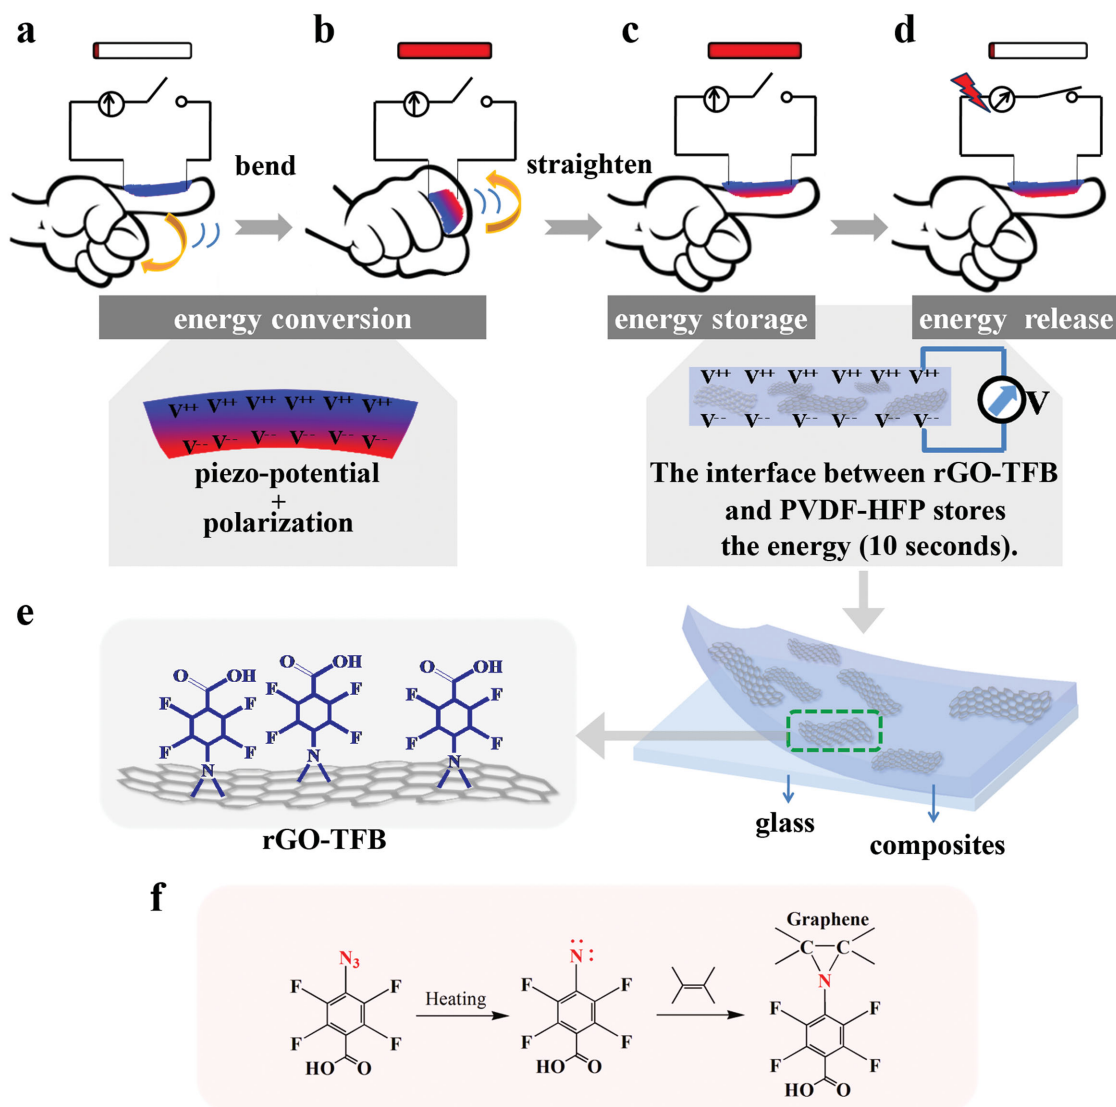 a
b
c
d
bend
straighten
energy conversion
energy storage
energy release
V++ V++ V++ V++ V++ V++
V-- V-- V-- V-- V-- V--
piezo-potential
+
polarization
V++ V++ V++ V++ V++ V++
V-- V-- V-- V-- V-- V--
V
The interface between rGO-TFB
and PVDF-HFP stores
the energy (10 seconds).
e
O OH
F F
F F
N
O OH
F F
F F
N
O OH
F F
F F
N
rGO-TFB
glass
composites
f
N3
F F
F F
HO O
Heating
N
F F
F F
HO O
Graphene
C C
N
F F
F F
HO O